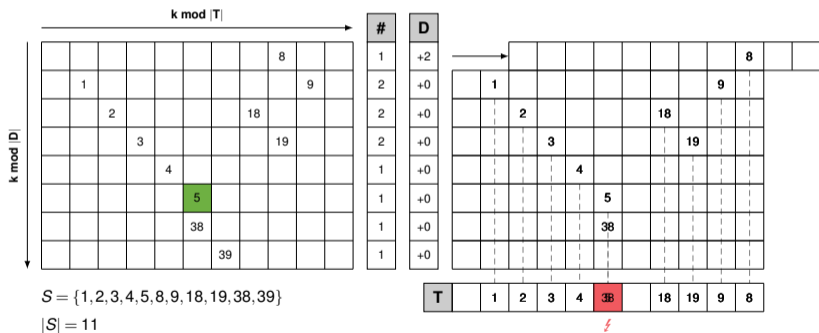 k mod |T|
# D
8 1 +2 8
1 9 2 +0 1 9
2 18 2 +0 2 18
k mod |D|
3 19 2 +0 3 19
4 1 +0 4
5 1 +0 5
38 1 +0 38
39 1 +0
T 1 2 3 4 18 19 9 8
S = {1,2,3,4,5,8,9,18,19,38,39}
|S| = 11